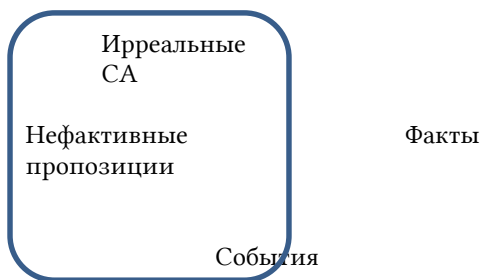 Ирреальные
СА
Нефактивные
пропозиции
Факты
События